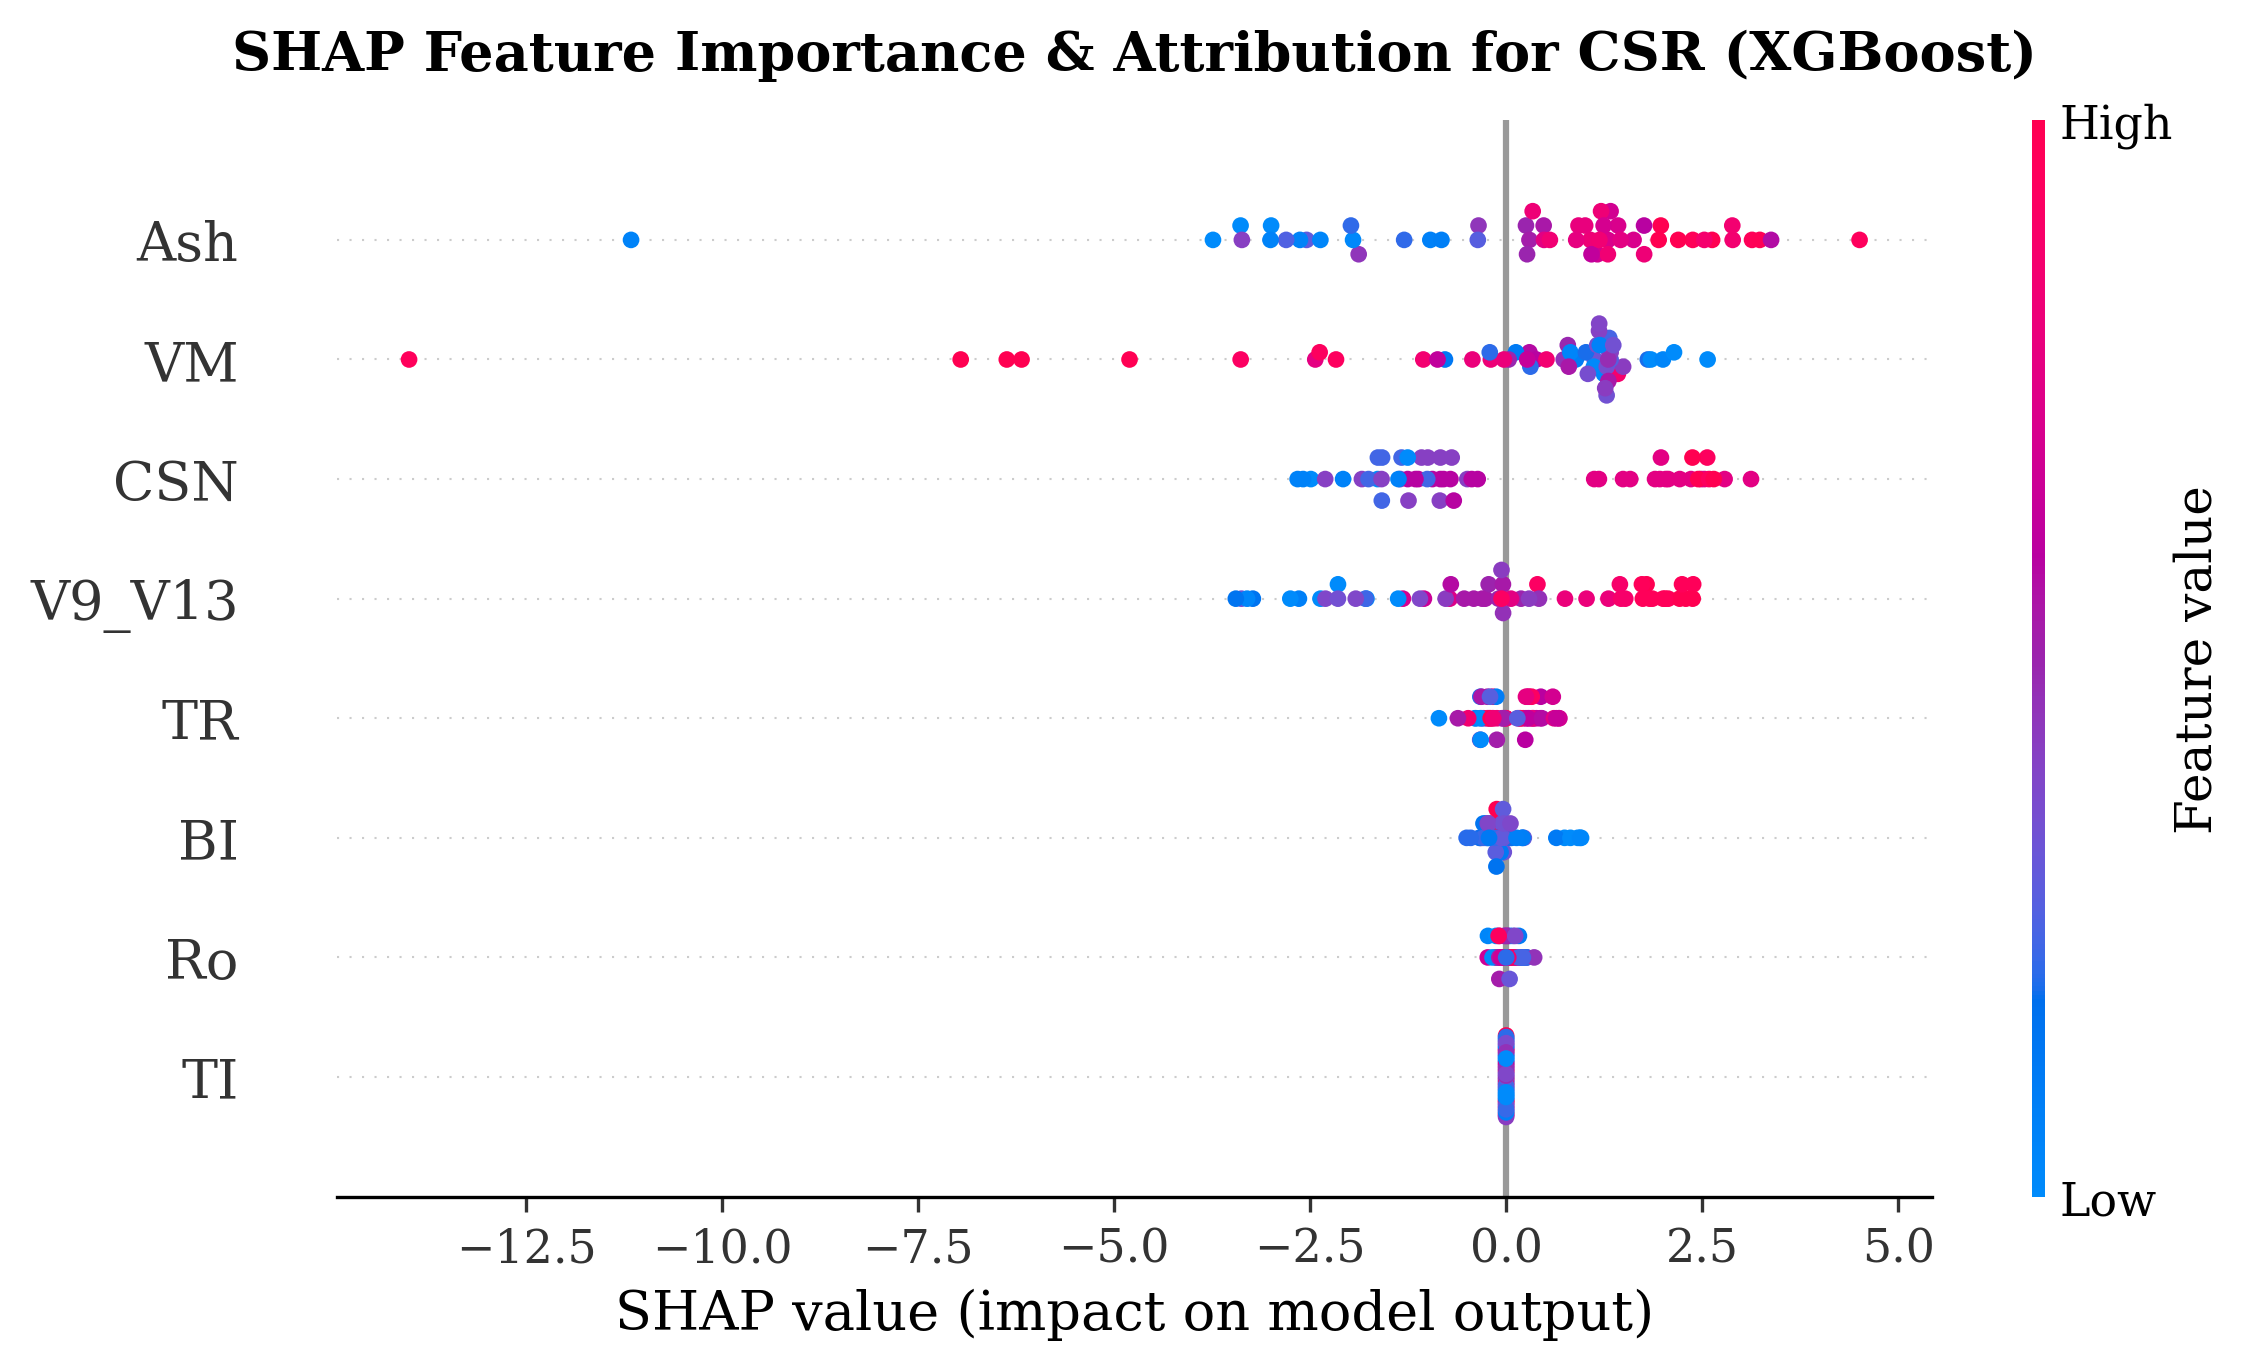 SHAP Feature Importance & Attribution for CSR (XGBoost)
High
Ash
VM
CSN
V9_V13
TR
BI
Ro
TI
Feature value
Low
−12.5 −10.0 −7.5 −5.0 −2.5 0.0 2.5 5.0
SHAP value (impact on model output)